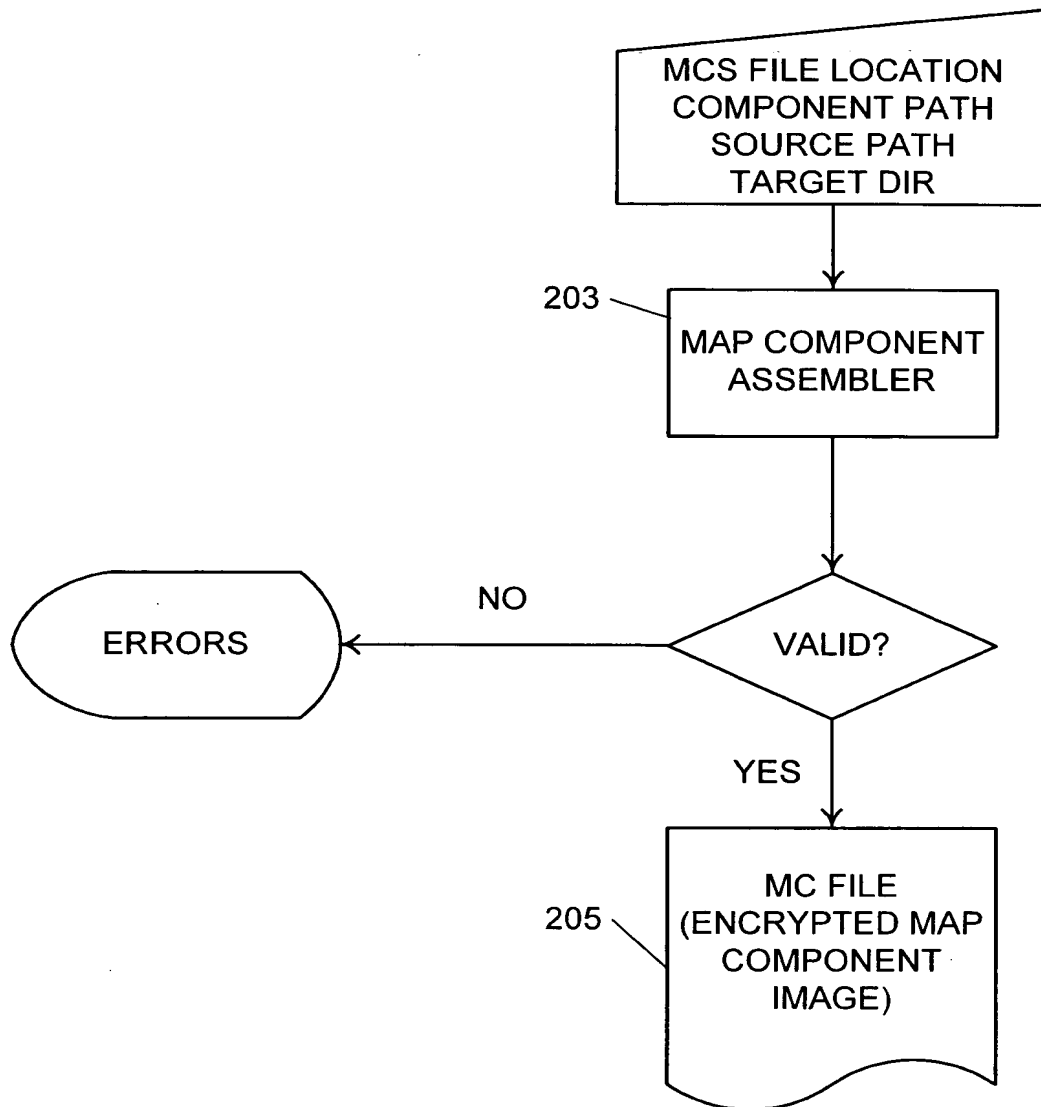 MCS FILE LOCATION
COMPONENT PATH
SOURCE PATH
TARGET DIR
203
MAP COMPONENT
ASSEMBLER
NO
ERRORS
VALID?
YES
205
MC FILE
(ENCRYPTED MAP
COMPONENT
IMAGE)